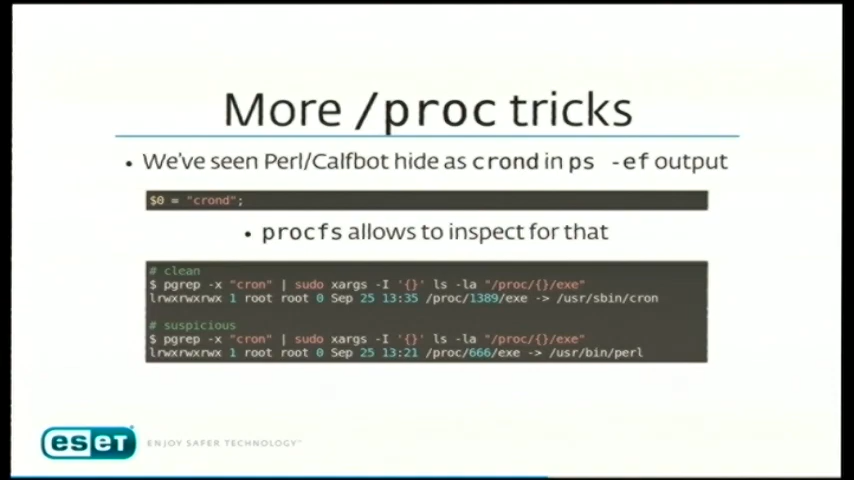 More /proc tricks
• We've seen Perl/Calfbot hide as crond in ps -ef output
$0 = "crond";
• procfs allows to inspect for that
# clean
$ pgrep -x "cron" | sudo xargs -I '{}' ls -la "/proc/{}/exe"
lrwxrwxrwx 1 root root 0 Sep 25 13:35 /proc/1389/exe -> /usr/sbin/cron
# suspicious
$ pgrep -x "cron" | sudo xargs -I '{}' ls -la "/proc/{}/exe"
lrwxrwxrwx 1 root root 0 Sep 25 13:21 /proc/666/exe -> /usr/bin/perl
eset ENJOY SAFER TECHNOLOGY™